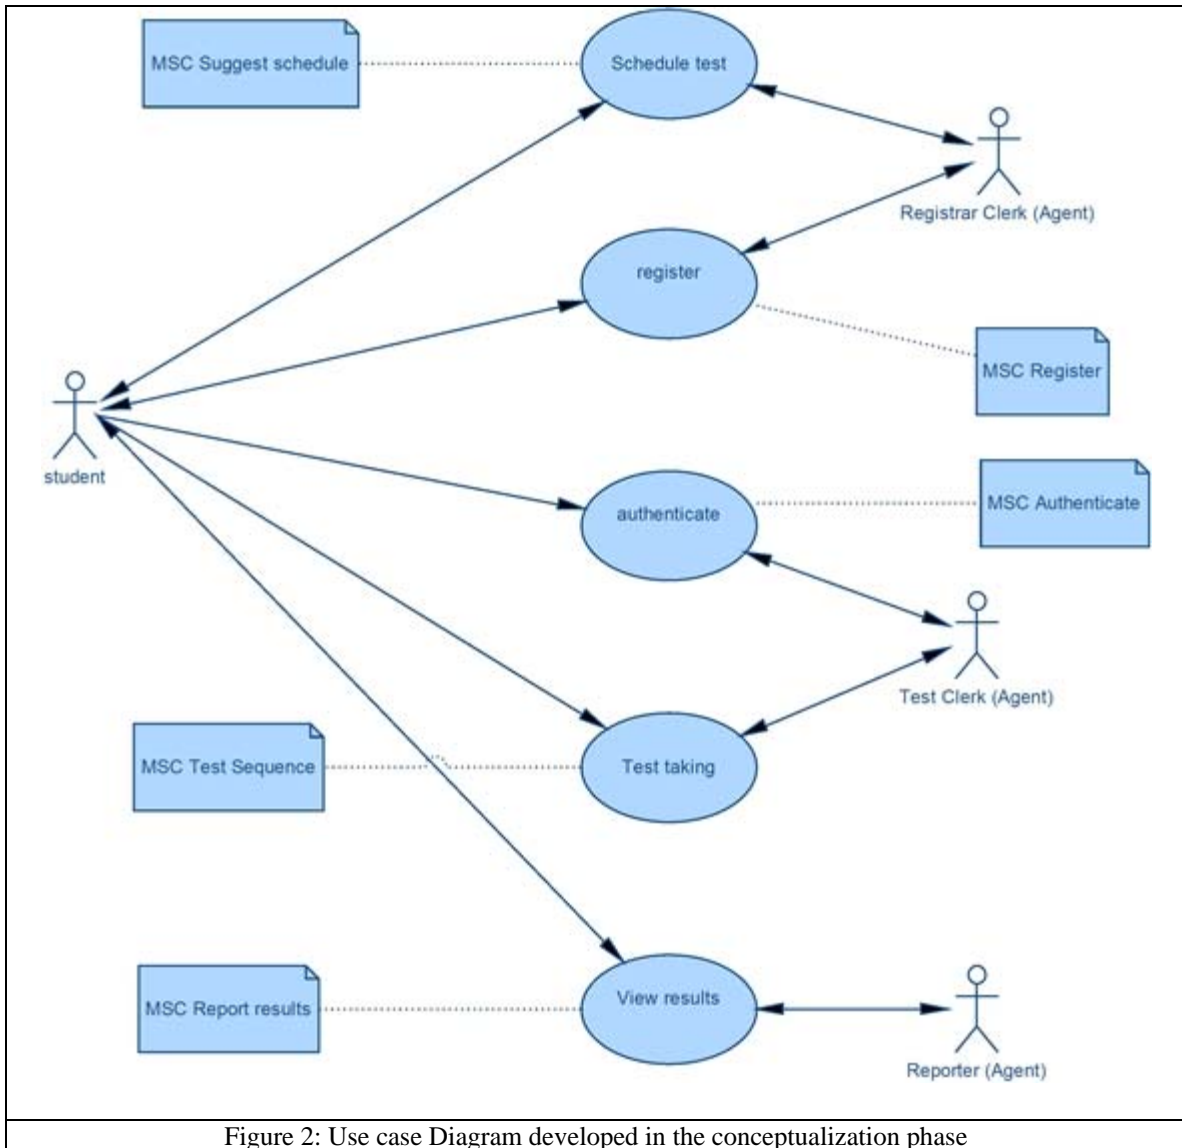 MSC Suggest schedule
Schedule test
Registrar Clerk (Agent)
register
MSC Register
student
MSC Authenticate
authenticate
Test Clerk (Agent)
MSC Test Sequence
Test taking
View results
MSC Report results
Reporter (Agent)
Figure 2: Use case Diagram developed in the conceptualization phase